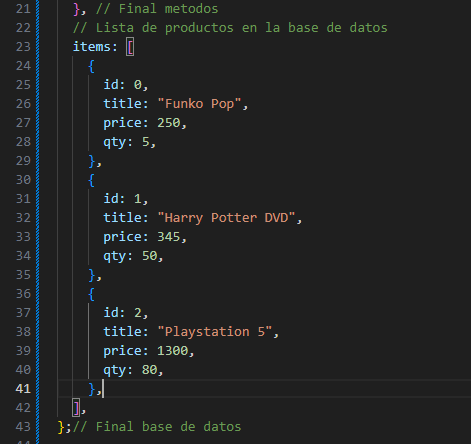 21 }, // Final metodos
22 // Lista de productos en la base de datos
23 items: [
24 {
25 id: 0,
26 title: "Funko Pop",
27 price: 250,
28 qty: 5,
29 },
30 {
31 id: 1,
32 title: "Harry Potter DVD",
33 price: 345,
34 qty: 50,
35 },
36 {
37 id: 2,
38 title: "Playstation 5",
39 price: 1300,
40 qty: 80,
41 },
42 ],
43 };// Final base de datos
44